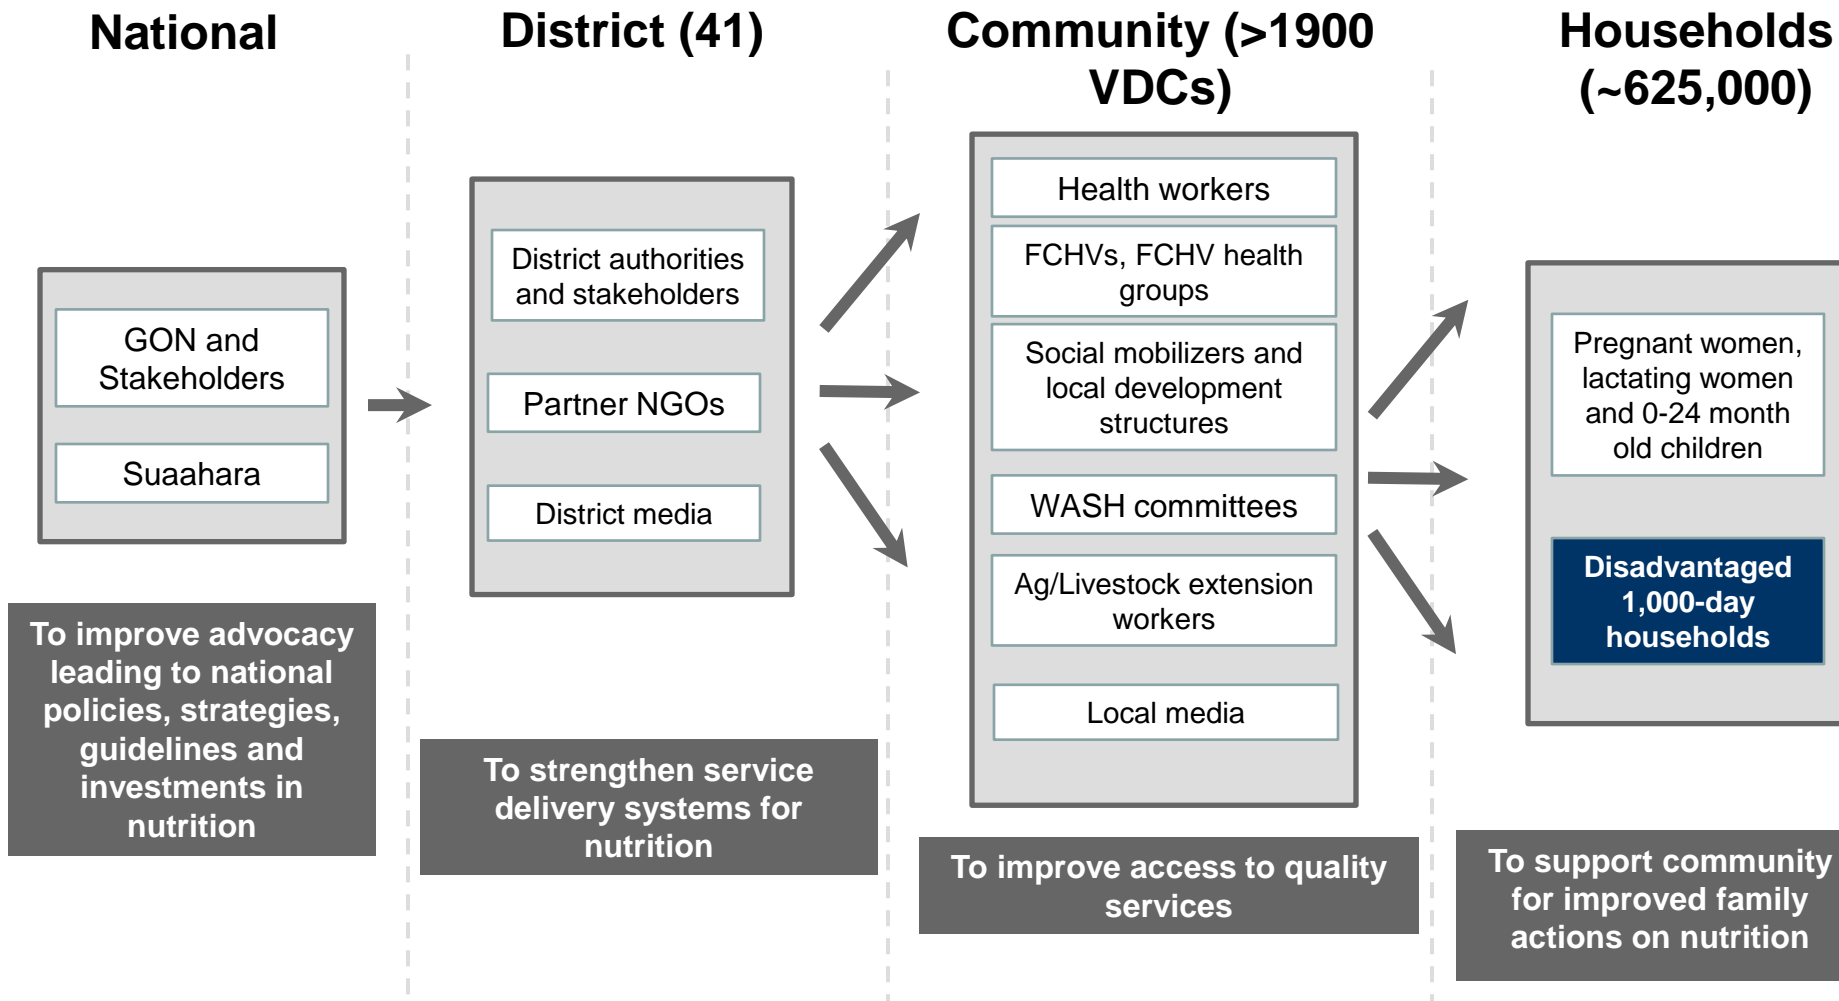 National
GON and
Stakeholders
Suaahara
To improve advocacy
leading to national
policies, strategies,
guidelines and
investments in
nutrition
District (41)
District authorities
and stakeholders
Partner NGOs
District media
To strengthen service
delivery systems for
nutrition
Community (>1900
VDCs)
Health workers
FCHVs, FCHV health
groups
Social mobilizers and
local development
structures
WASH committees
Ag/Livestock extension
workers
Local media
To improve access to quality
services
Households
(~625,000)
Pregnant women,
lactating women
and 0-24 month
old children
Disadvantaged
1,000-day
households
To support community
for improved family
actions on nutrition